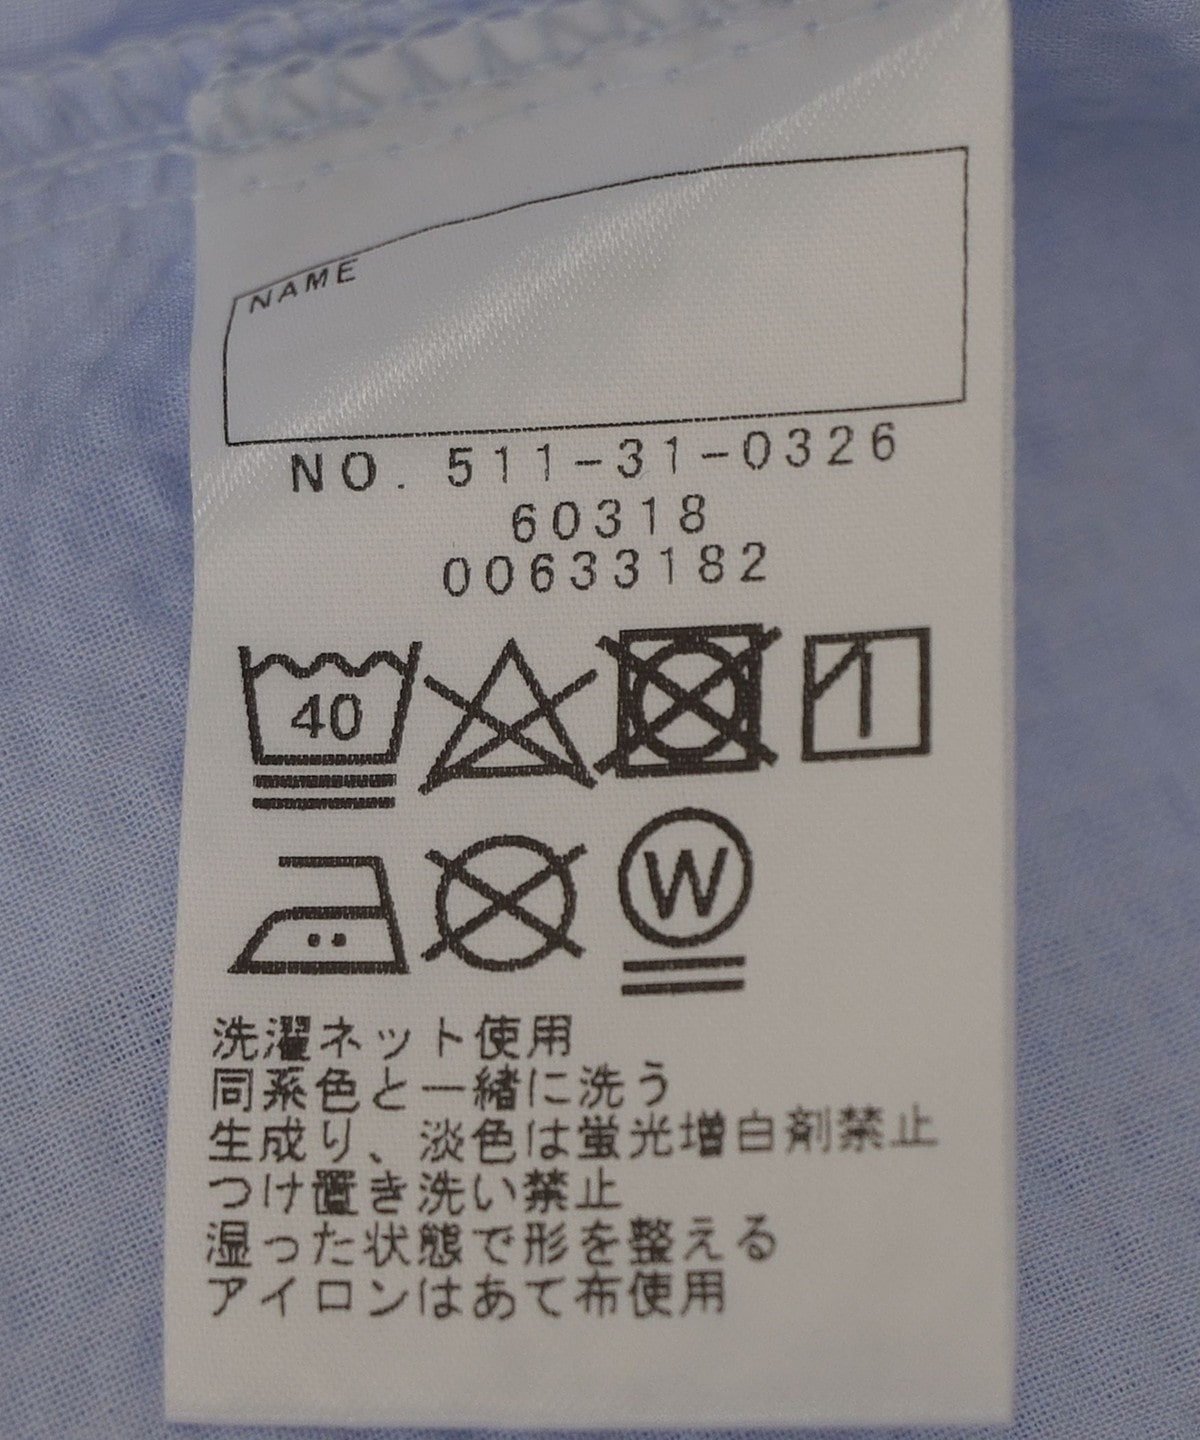 NAME
NO. 511-31-0326
60318
00633182
40
W
洗濯ネット使用
同系色と一緒に洗う
生成り、淡色は蛍光増白剤禁止
つけ置き洗い禁止
湿った状態で形を整える
アイロンはあて布使用